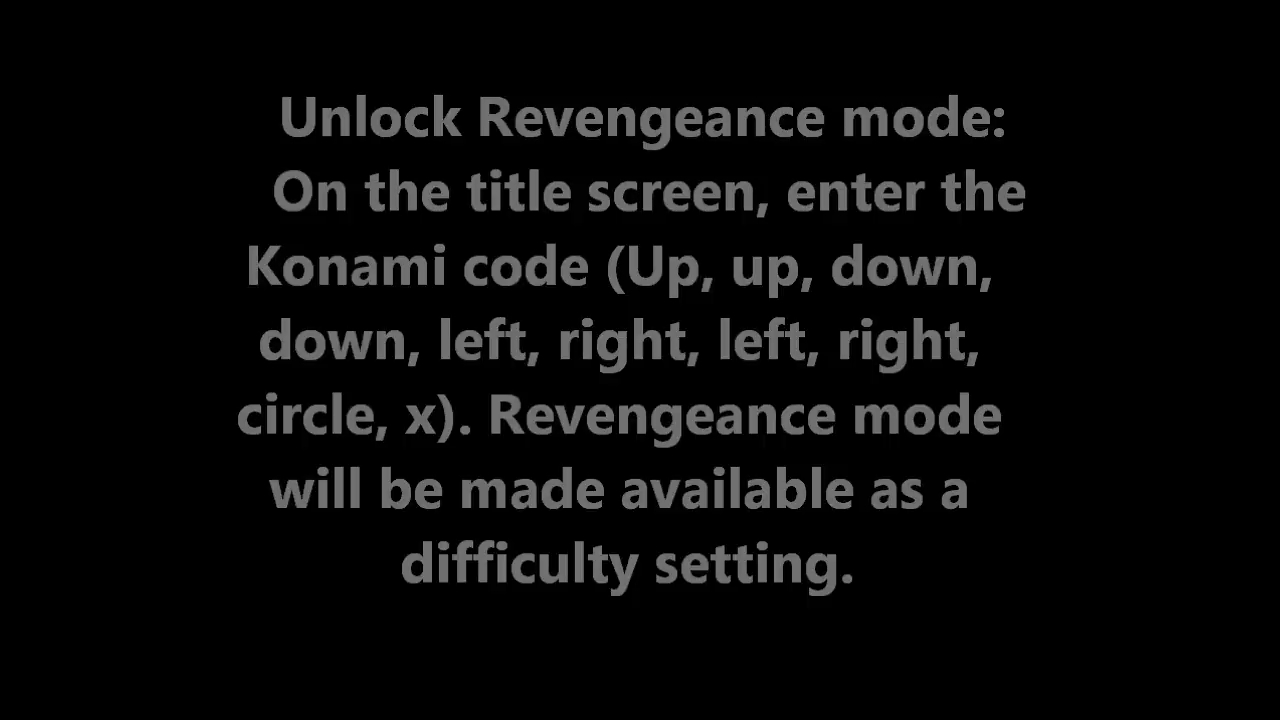 Unlock Revengeance mode:
On the title screen, enter the
Konami code (Up, up, down,
down, left, right, left, right,
circle, x). Revengeance mode
will be made available as a
difficulty setting.